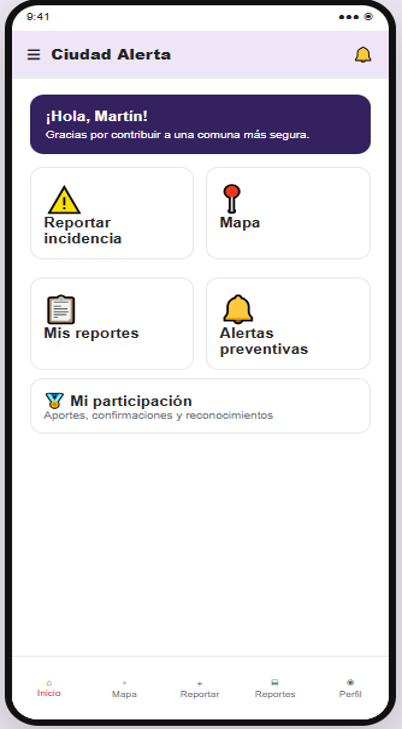 9:41
Ciudad Alerta
¡Hola, Martín!
Gracias por contribuir a una comuna más segura.
Reportar
incidencia
Mapa
Mis reportes
Alertas
preventivas
Mi participación
Aportes, confirmaciones y reconocimientos
Inicio
Mapa
Reportar
Reportes
Perfil